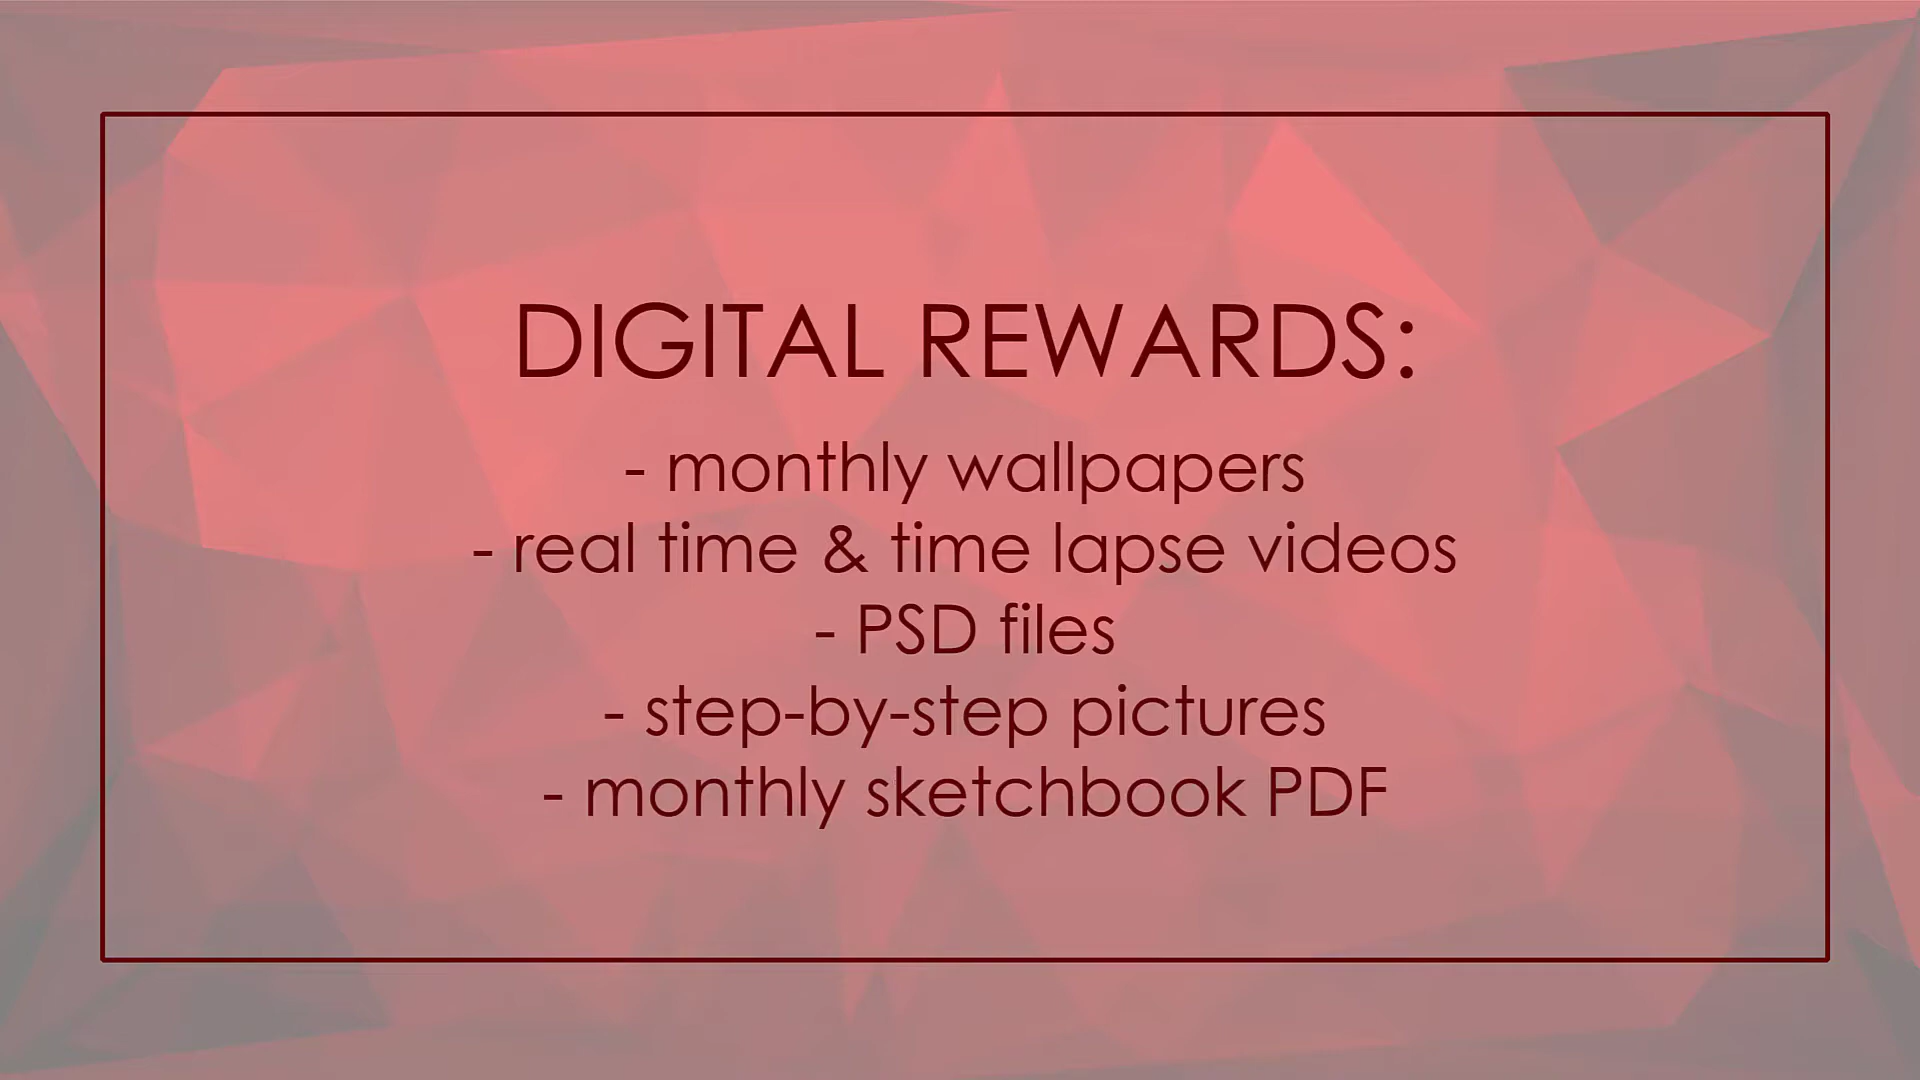 DIGITAL REWARDS:
- monthly wallpapers
- real time & time lapse videos
- PSD files
- step-by-step pictures
- monthly sketchbook PDF